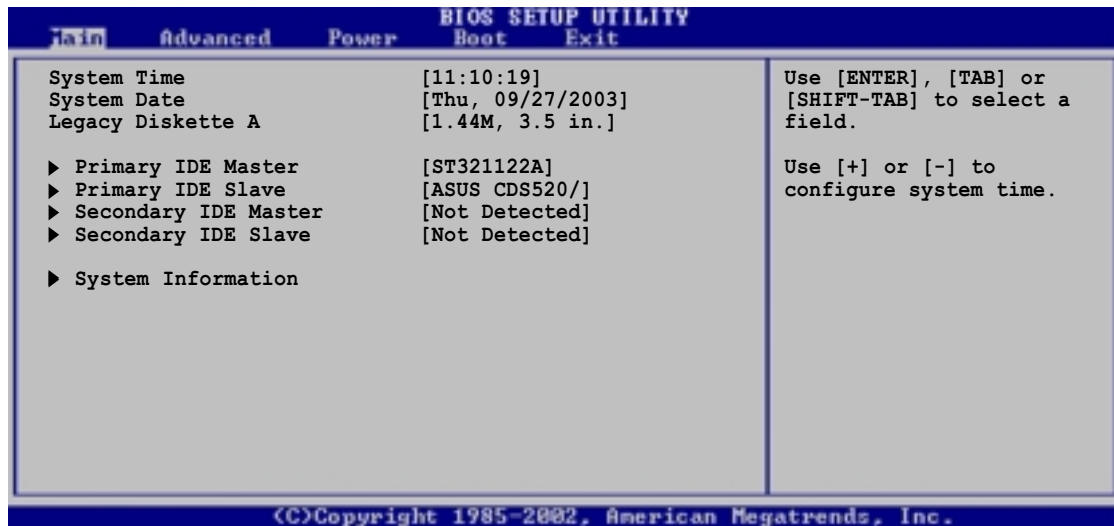 BIOS SETUP UTILITY
Main Advanced Power Boot Exit
System Time [11:10:19]
System Date [Thu, 09/27/2003]
Legacy Diskette A [1.44M, 3.5 in.]
Primary IDE Master [ST321122A]
Primary IDE Slave [ASUS CDS520/]
Secondary IDE Master [Not Detected]
Secondary IDE Slave [Not Detected]
System Information
Use [ENTER], [TAB] or
[SHIFT-TAB] to select a
field.
Use [+] or [-] to
configure system time.
(C)Copyright 1985-2002, American Megatrends, Inc.